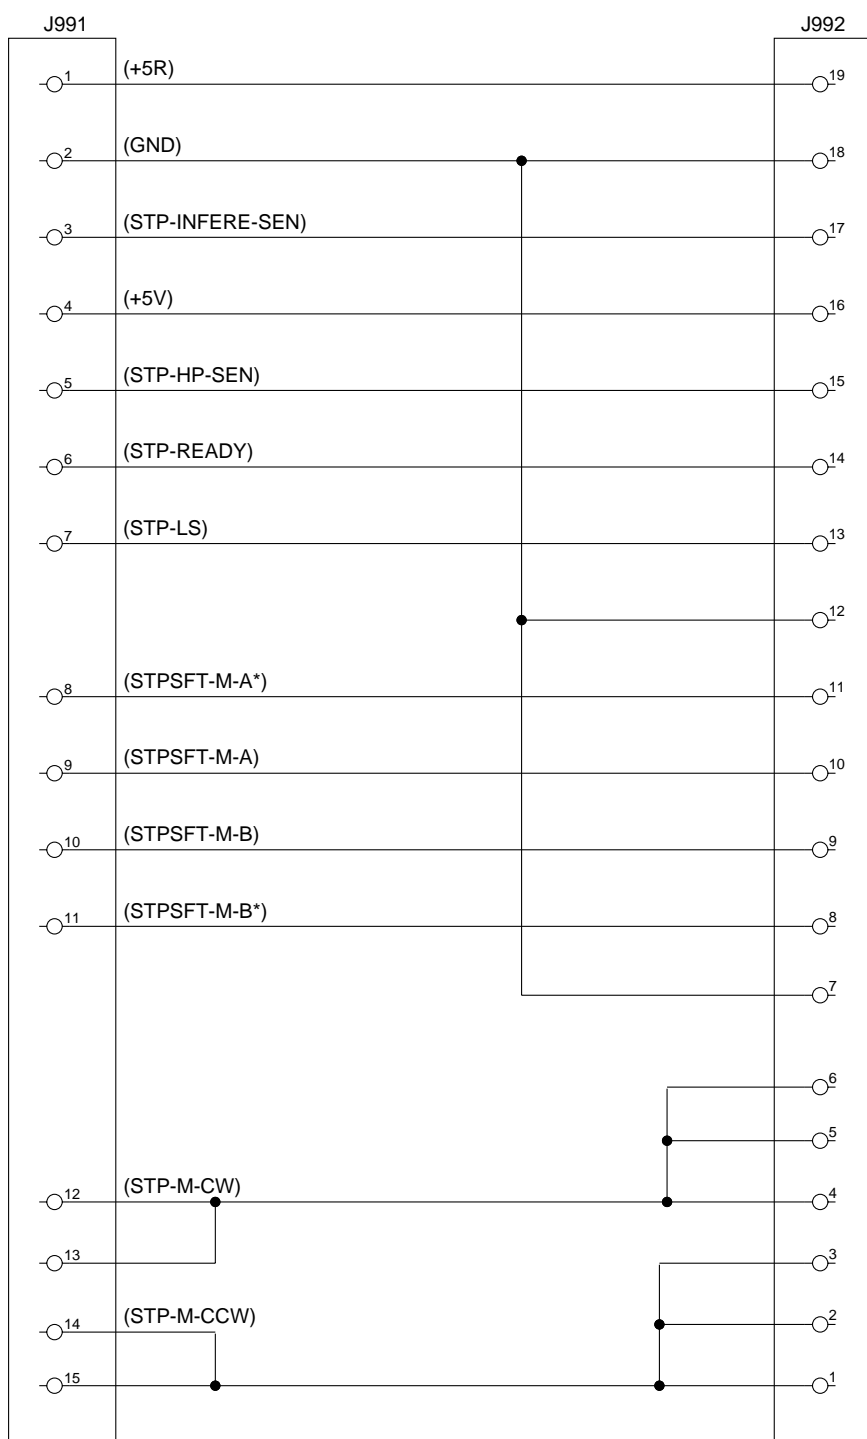 J991 J992
1 (+5R) 19
2 (GND) 18
3 (STP-INFERE-SEN) 17
4 (+5V) 16
5 (STP-HP-SEN) 15
6 (STP-READY) 14
7 (STP-LS) 13
12
8 (STPSFT-M-A*) 11
9 (STPSFT-M-A) 10
10 (STPSFT-M-B) 9
11 (STPSFT-M-B*) 8
7
6
5
12 (STP-M-CW) 4
13 3
14 (STP-M-CCW) 2
15 1